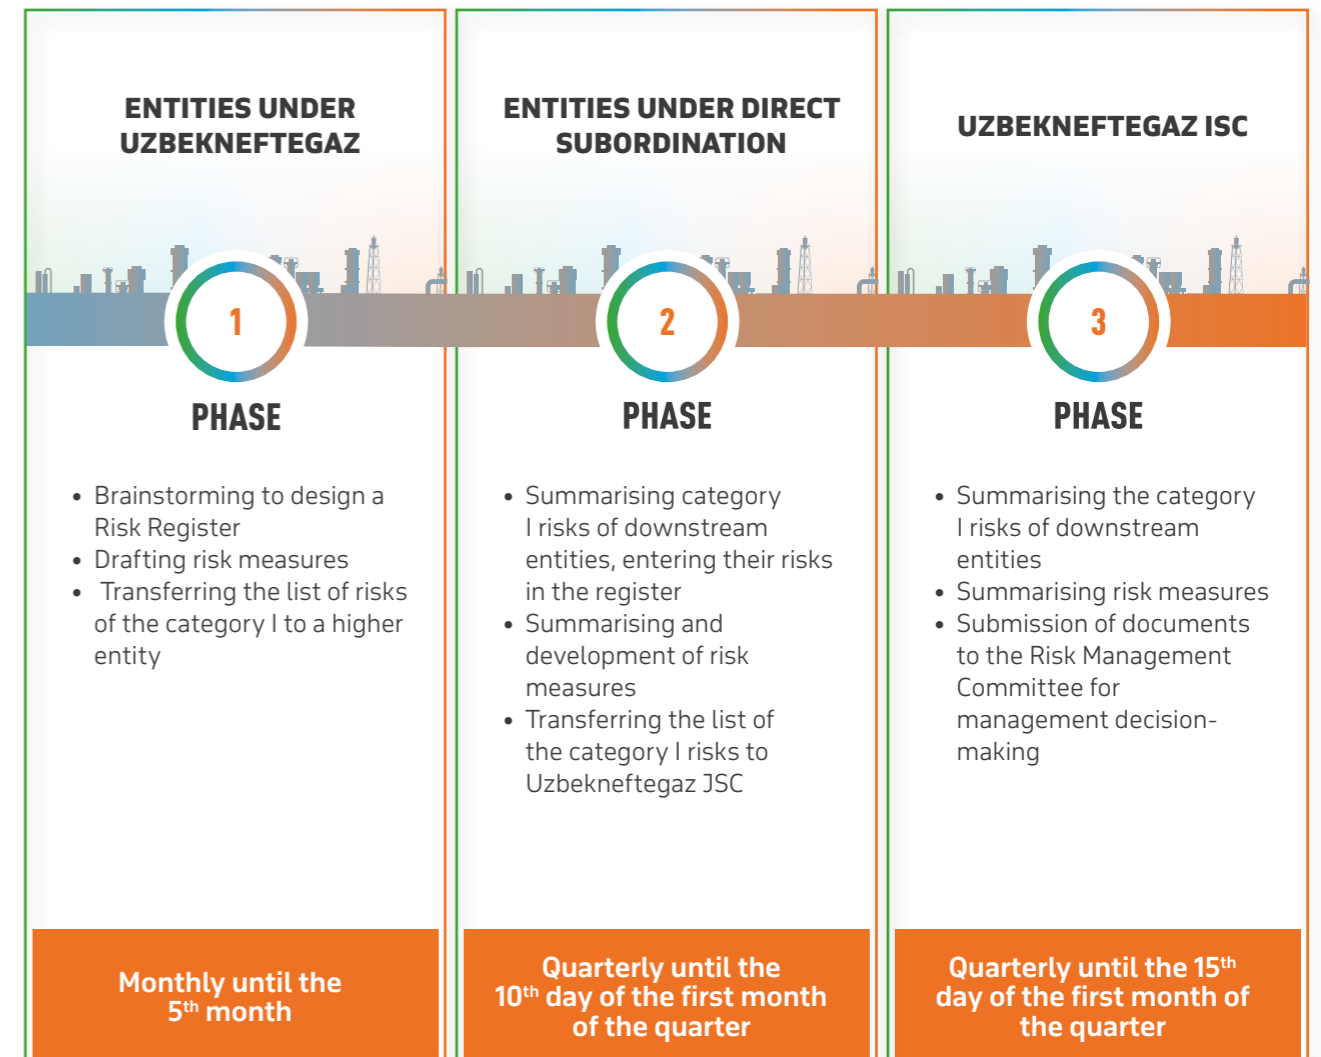 ENTITIES UNDER
UZBEKNEFTEGAZ
1
PHASE
• Brainstorming to design a
Risk Register
• Drafting risk measures
• Transferring the list of risks
of the category I to a higher
entity
Monthly until the
5th month
ENTITIES UNDER DIRECT
SUBORDINATION
2
PHASE
• Summarising category
I risks of downstream
entities, entering their risks
in the register
• Summarising and
development of risk
measures
• Transferring the list of
the category I risks to
Uzbekneftegaz JSC
Quarterly until the
10th day of the first month
of the quarter
UZBEKNEFTEGAZ ISC
3
PHASE
• Summarising the category
I risks of downstream
entities
• Summarising risk measures
• Submission of documents
to the Risk Management
Committee for
management decision-
making
Quarterly until the 15th
day of the first month of
the quarter